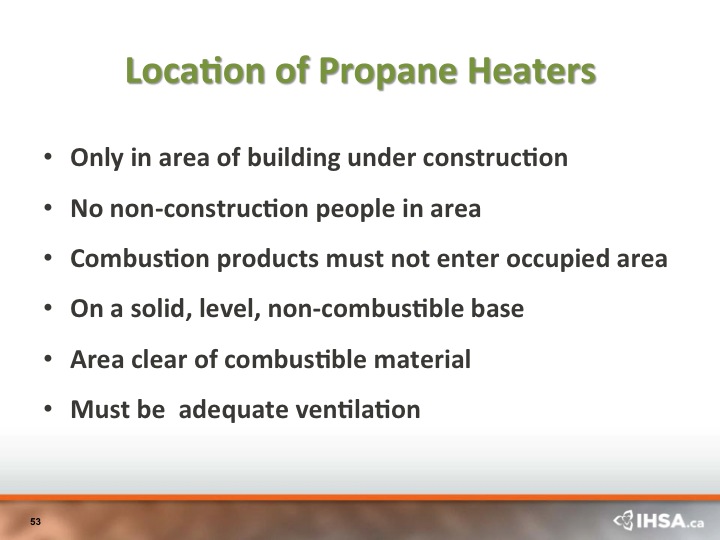 Location of Propane Heaters
• Only in area of building under construction
• No non-construction people in area
• Combustion products must not enter occupied area
• On a solid, level, non-combustible base
• Area clear of combustible material
• Must be  adequate ventilation
53
IHSA.ca